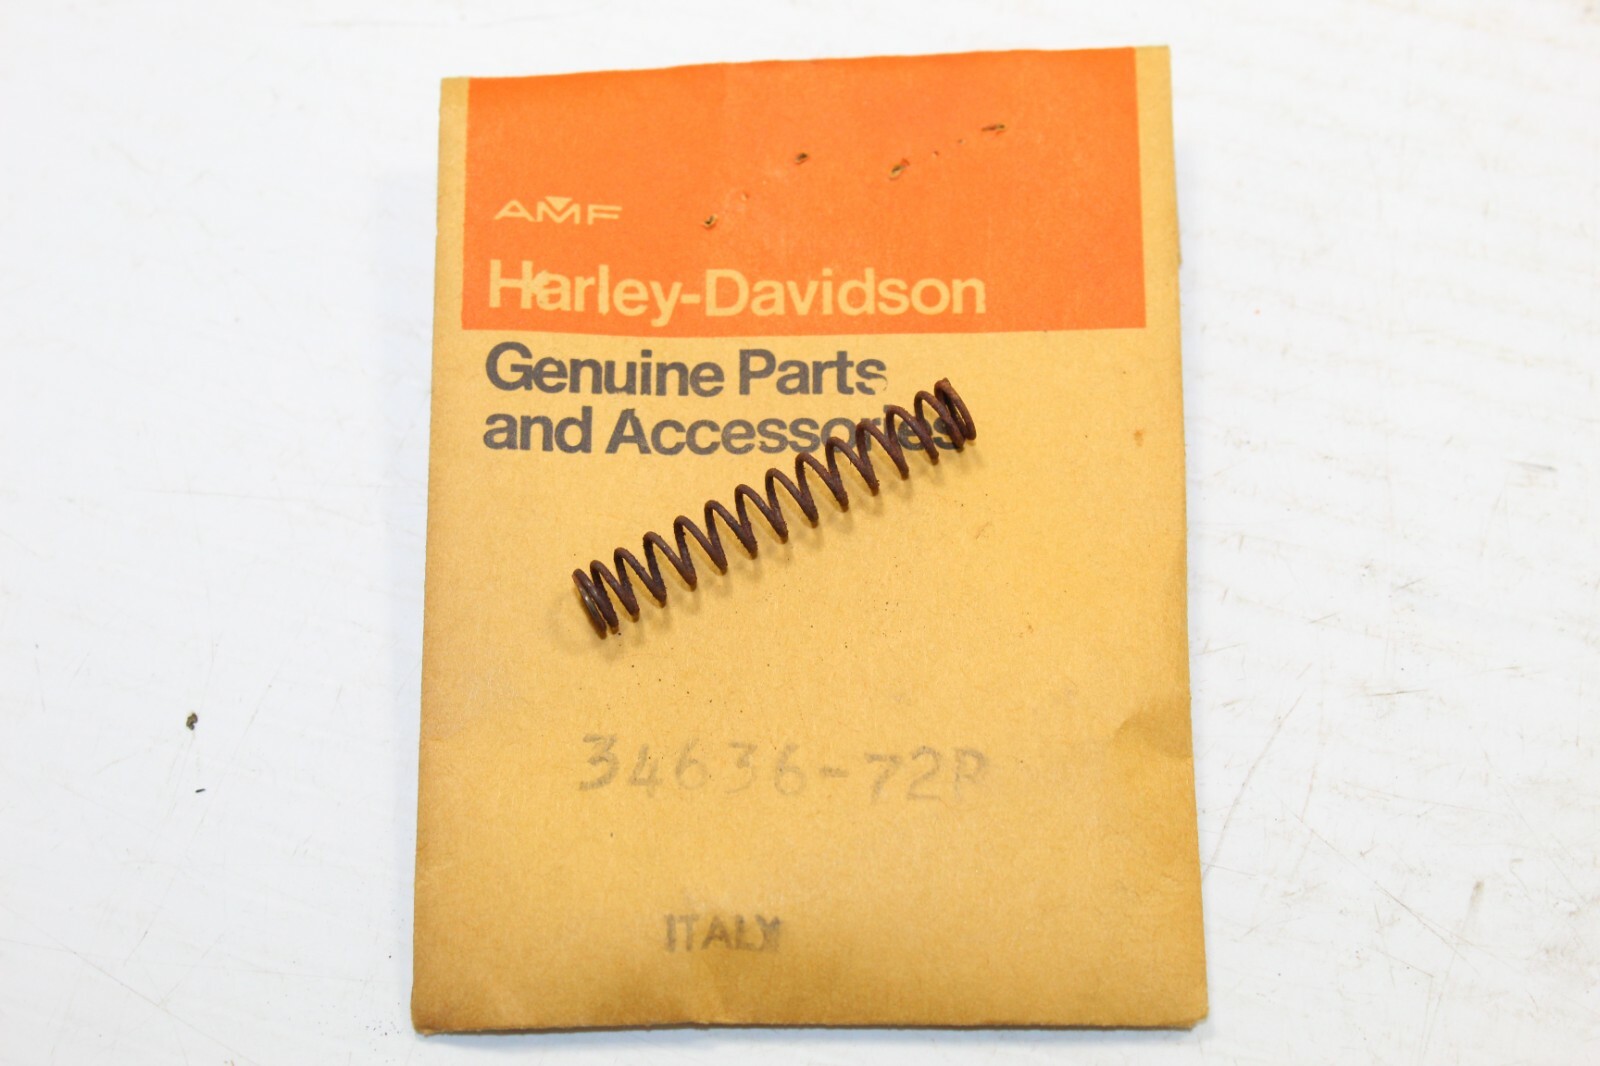 AMF
Harley-Davidson
Genuine Parts
and Accessories
34636-72P
ITALY